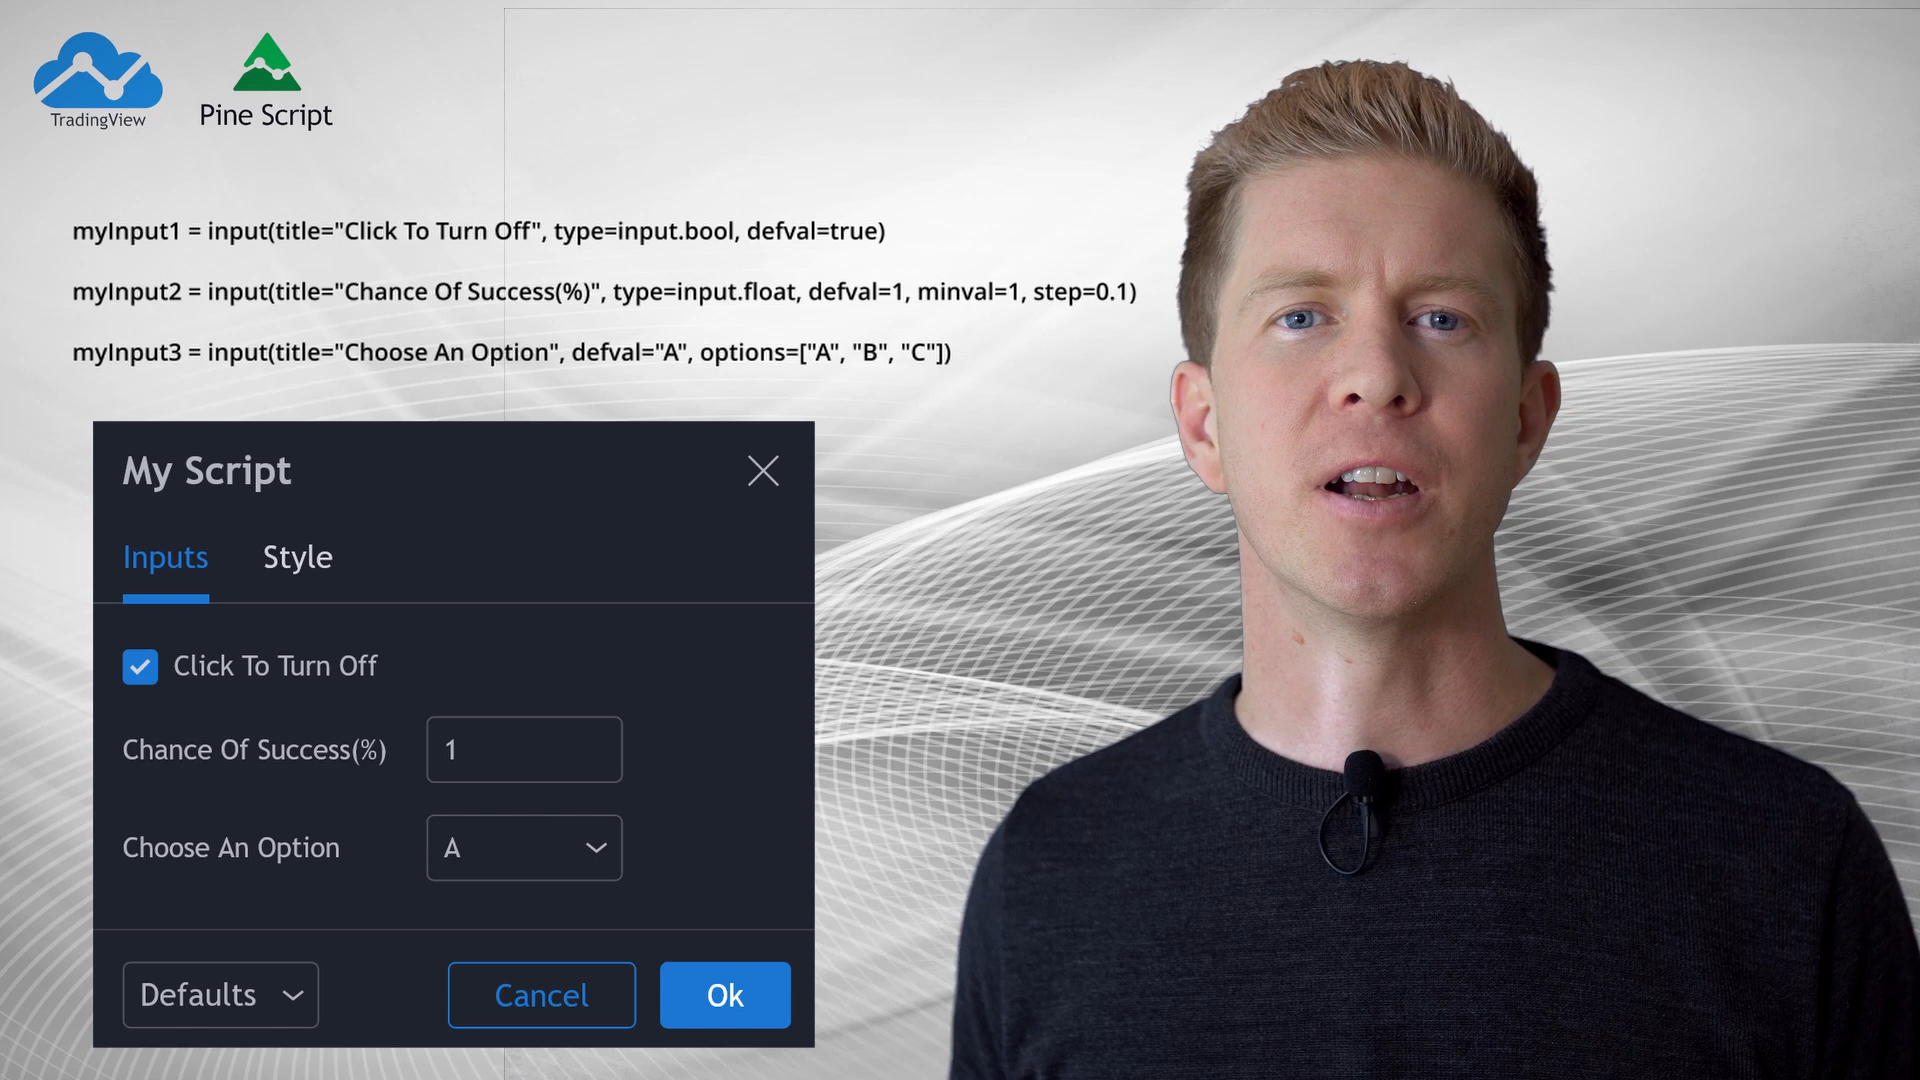 TradingView
Pine Script
myInput1 = input(title="Click To Turn Off", type=input.bool, defval=true)
myInput2 = input(title="Chance Of Success(%)", type=input.float, defval=1, minval=1, step=0.1)
myInput3 = input(title="Choose An Option", defval="A", options=["A", "B", "C"])
My Script
Inputs Style
Click To Turn Off
Chance Of Success(%) 1
Choose An Option A
Defaults Cancel Ok